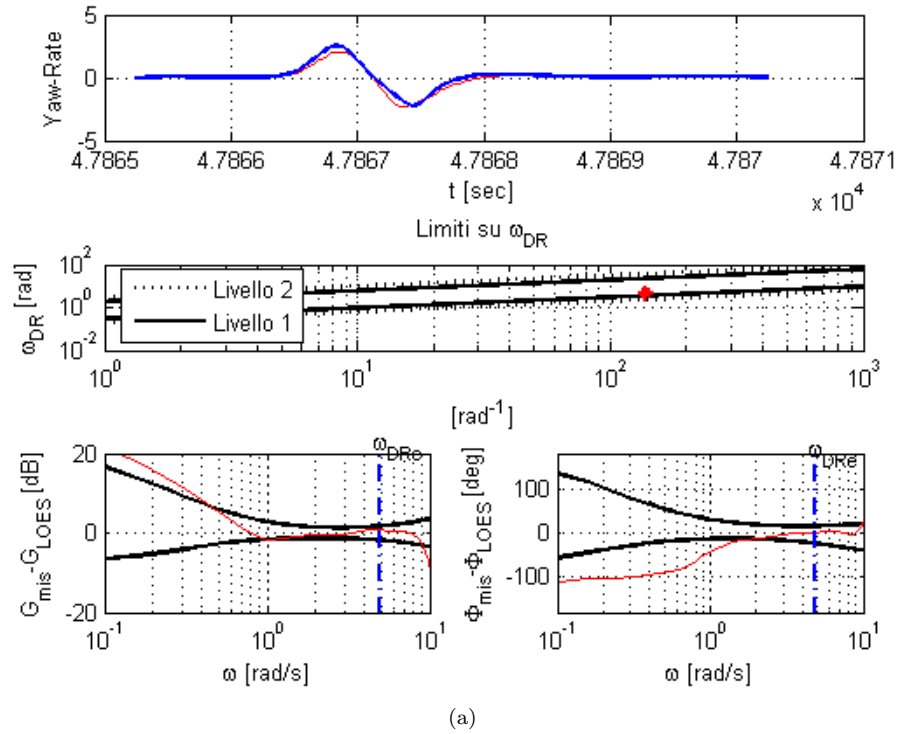 5
0
-5
Yaw-Rate
4.7865 4.7866 4.7867 4.7868 4.7869 4.787 4.7871
t [sec]
x 10^4
Limiti su ω_DR
10^2
10^0
10^-2
ω_DR [rad]
Livello 2
Livello 1
10^0 10^1 10^2 10^3
[rad^-1]
20
0
-20
G_mis-G_LOES [dB]
ω_DRe
10^-1 10^0 10^1
ω [rad/s]
100
0
-100
Φ_mis-Φ_LOES [deg]
ω_DRe
10^-1 10^0 10^1
ω [rad/s]
(a)